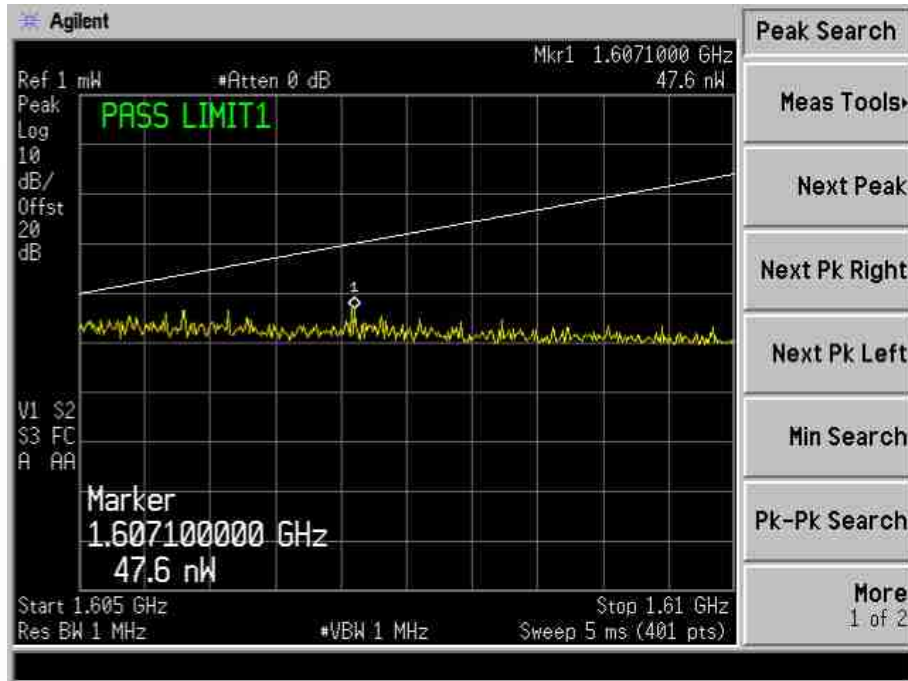 Agilent
Peak Search
Mkr1 1.6071000 GHz
Ref 1 mW #Atten 0 dB 47.6 nW
Peak
Log
10
dB/
Offst
20
dB
PASS LIMIT1
1
V1 S2
S3 FC
A AA
Marker
1.607100000 GHz
47.6 nW
Start 1.605 GHz Stop 1.61 GHz
Res BW 1 MHz #VBW 1 MHz Sweep 5 ms (401 pts)
Meas Tools
Next Peak
Next Pk Right
Next Pk Left
Min Search
Pk-Pk Search
More
1 of 2